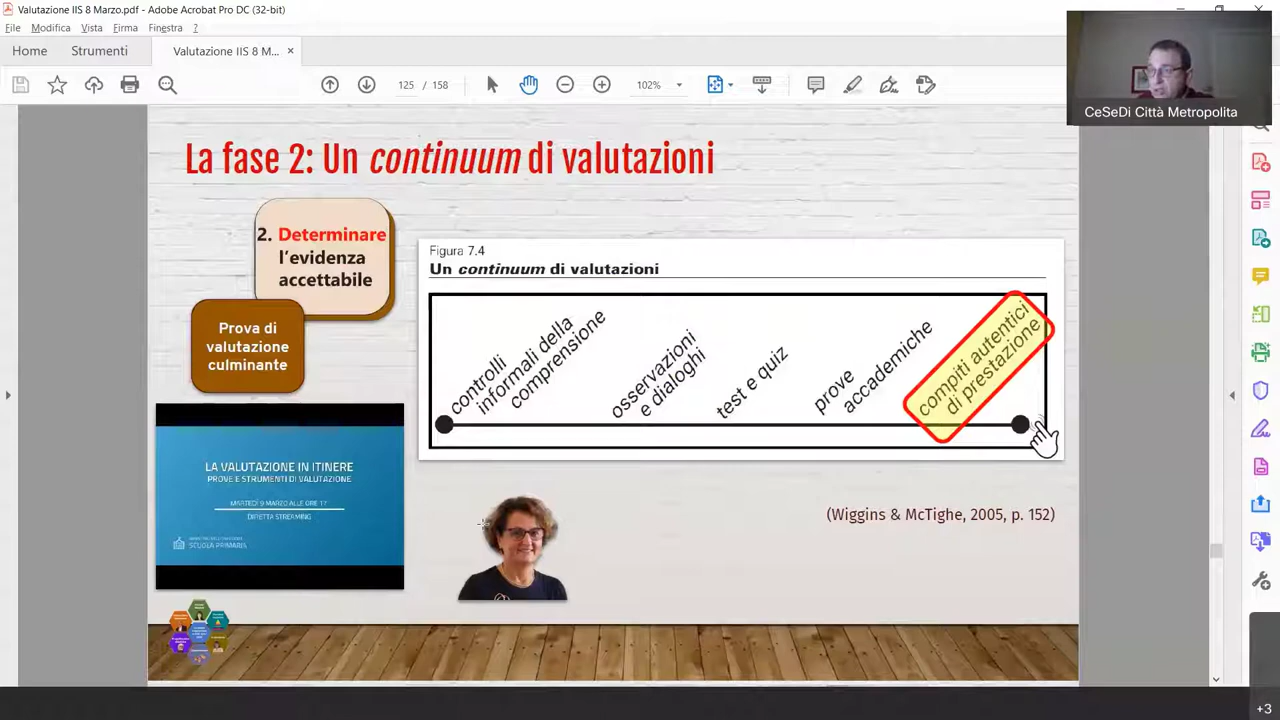 Valutazione IIS 8 Marzo.pdf - Adobe Acrobat Pro DC (32-bit)
File Modifica Vista Firma Finestra ?
Home Strumenti Valutazione IIS 8 M... ×
125 / 158 102%
CeSeDi Città Metropolita
La fase 2: Un continuum di valutazioni
2. Determinare
l'evidenza
accettabile
Prova di
valutazione
culminante
Figura 7.4
Un continuum di valutazioni
controlli
informali della
comprensione
osservazioni
e dialoghi
test e quiz
prove
accademiche
compiti autentici
di prestazione
LA VALUTAZIONE IN ITINERE
PROVE E STRUMENTI DI VALUTAZIONE
MARTEDÌ 9 MARZO ALLE ORE 17
DIRETTA STREAMING
SCUOLA PRIMARIA
(Wiggins & McTighe, 2005, p. 152)
+3